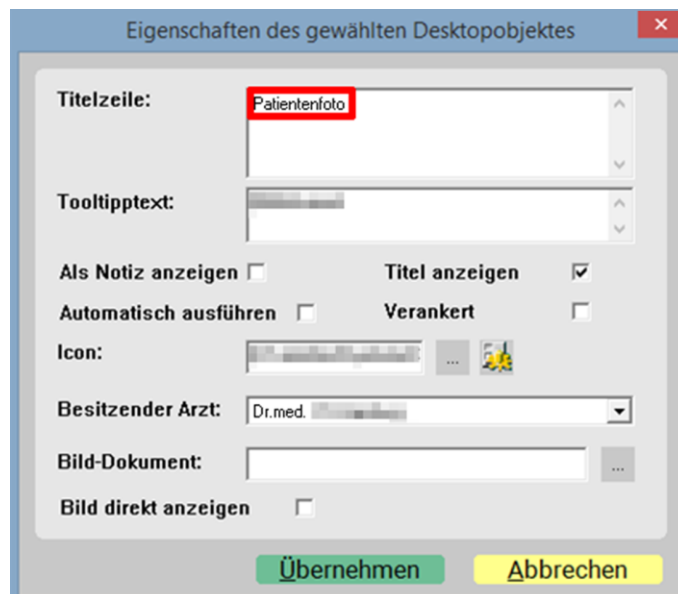 Eigenschaften des gewählten Desktopobjektes
Titelzeile: Patientenfoto
Tooltipptext:
Als Notiz anzeigen Titel anzeigen
Automatisch ausführen Verankert
Icon: ...
Besitzender Arzt: Dr.med.
Bild-Dokument: ...
Bild direkt anzeigen
Übernehmen Abbrechen